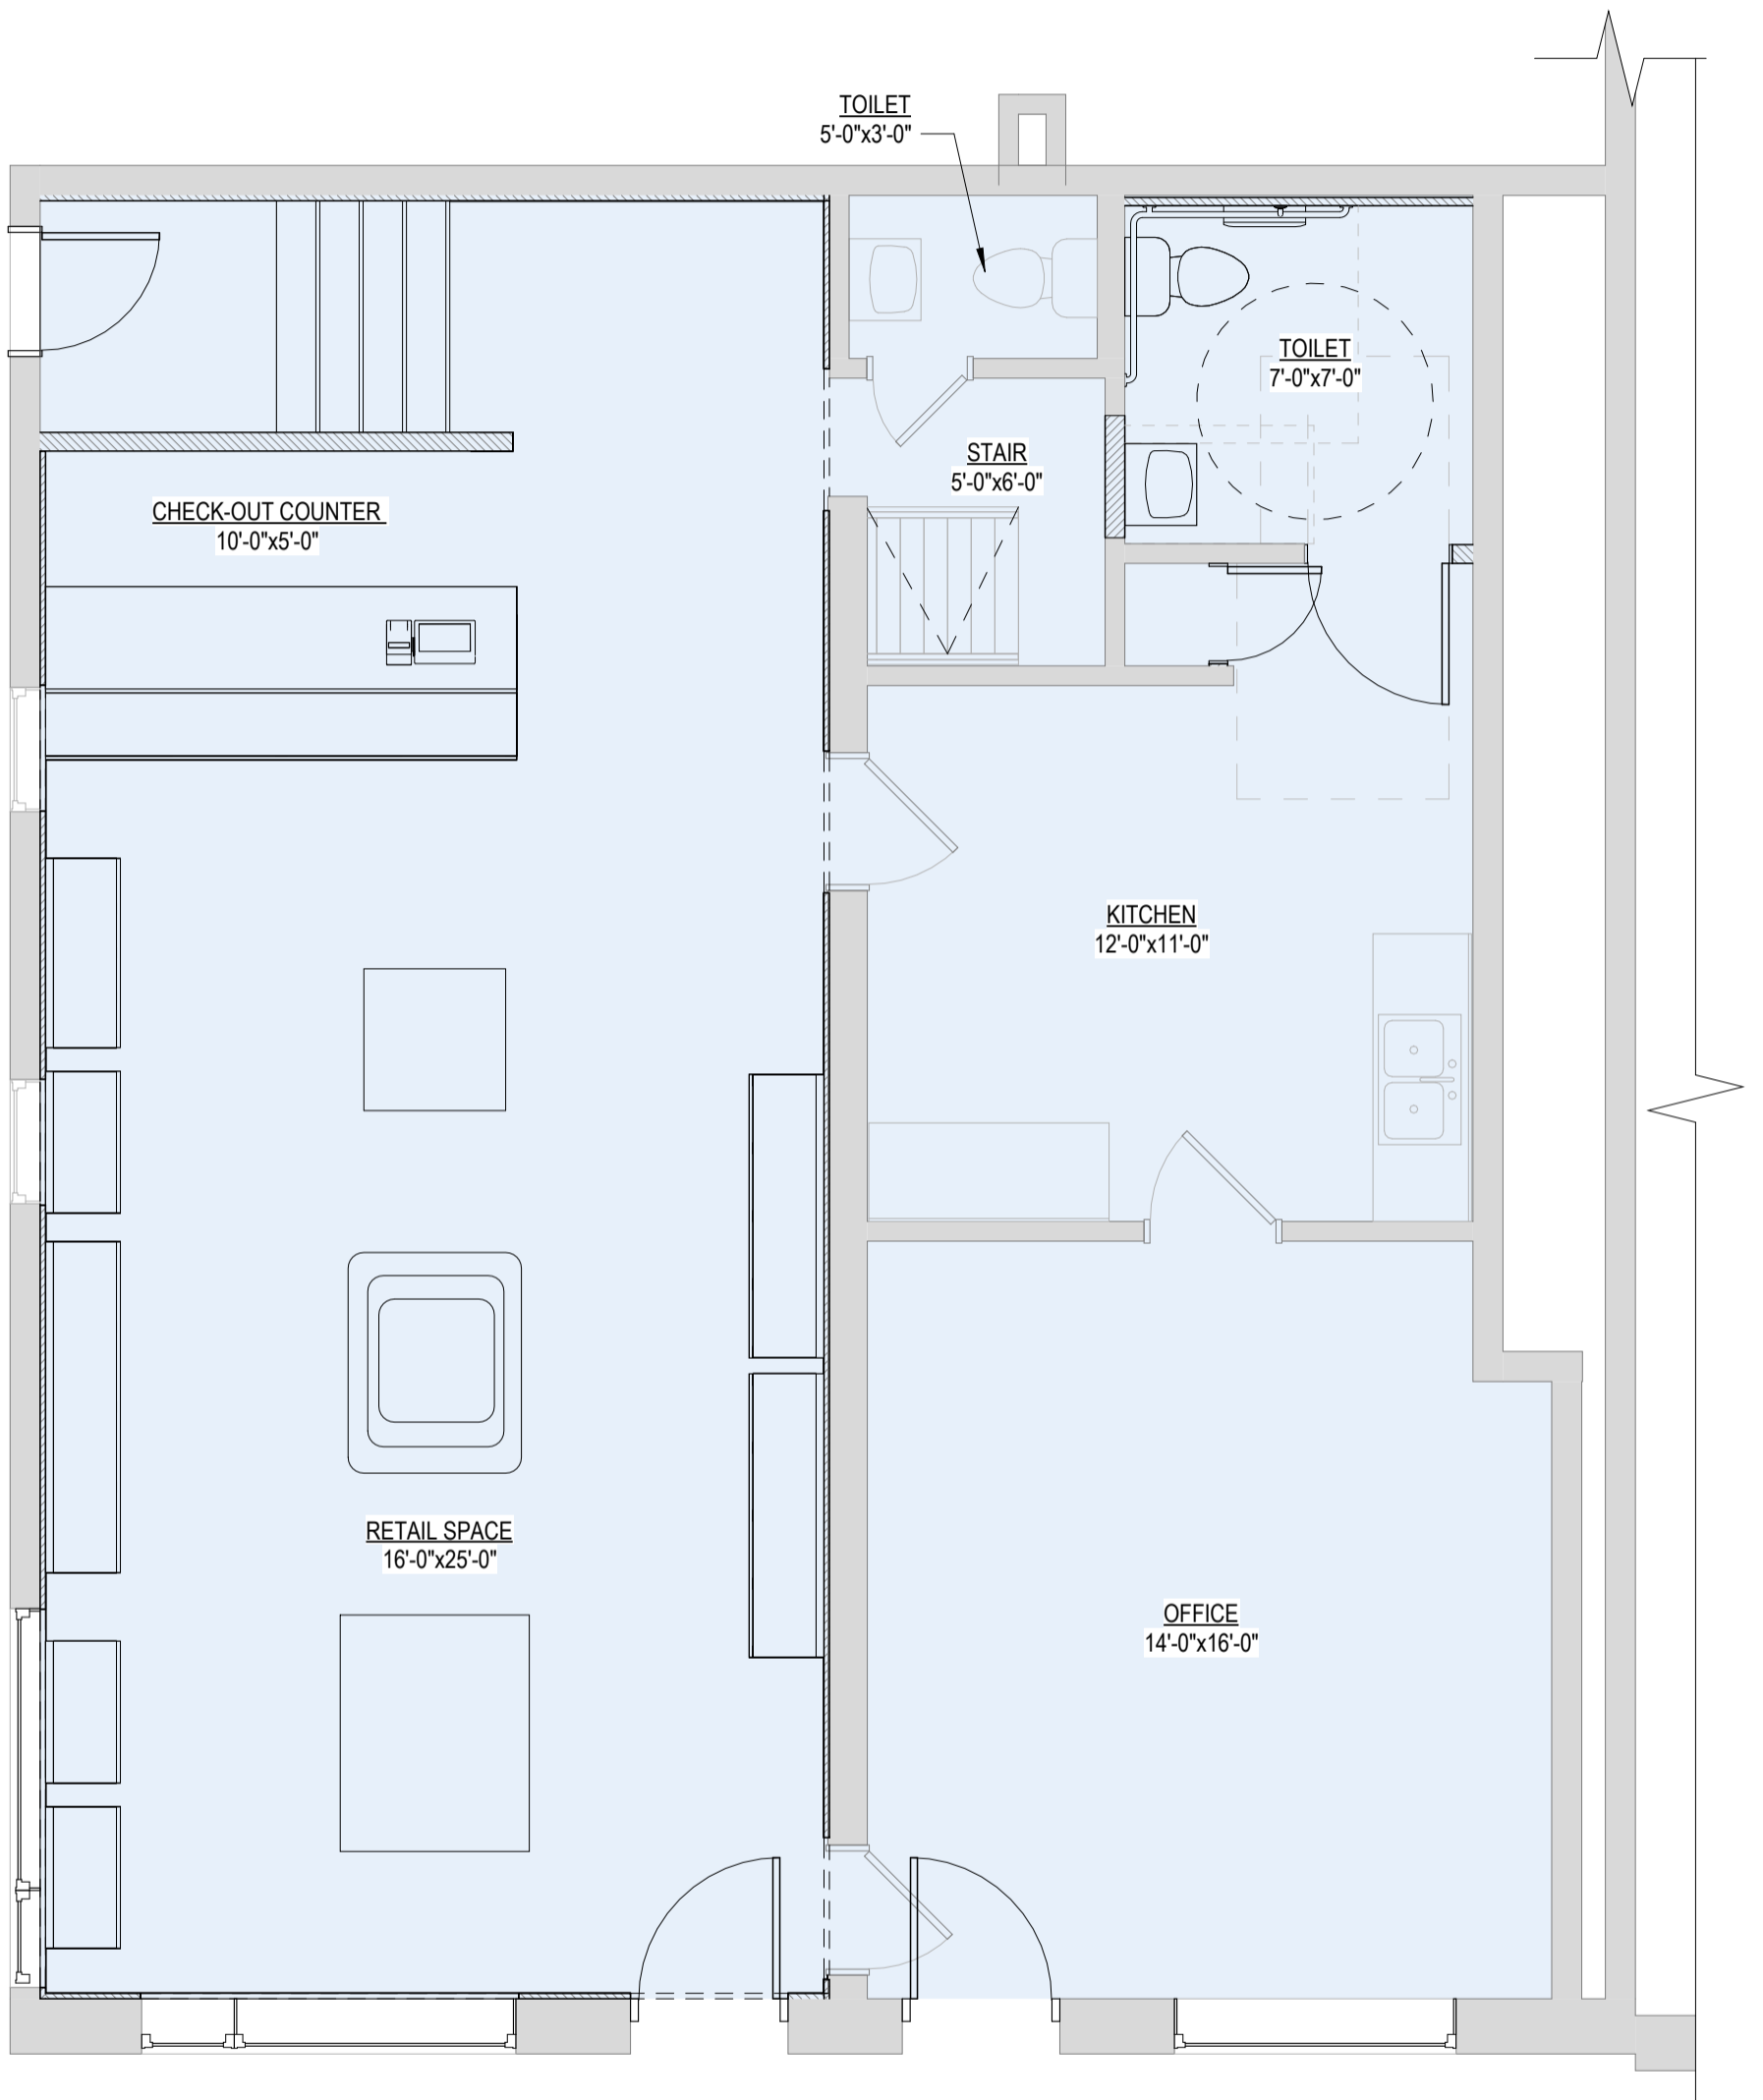 TOILET
5'-0"x3'-0"
TOILET
7'-0"x7'-0"
STAIR
5'-0"x6'-0"
CHECK-OUT COUNTER
10'-0"x5'-0"
KITCHEN
12'-0"x11'-0"
RETAIL SPACE
16'-0"x25'-0"
OFFICE
14'-0"x16'-0"